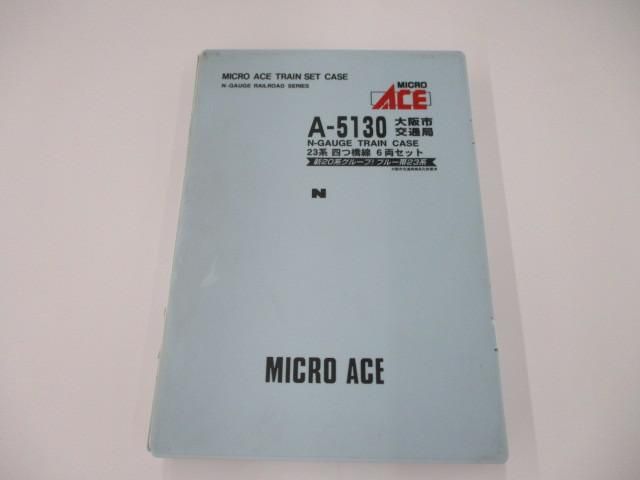 MICRO ACE TRAIN SET CASE
N-GAUGE RAILROAD SERIES
MICRO
ACE
A-5130 大阪市交通局
N-GAUGE TRAIN CASE
23系 四つ橋線 6両セット
新20系グループ! ブルー帯23系
N
MICRO ACE